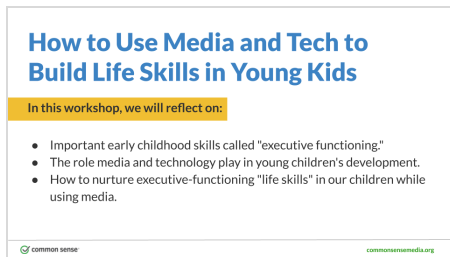 How to Use Media and Tech to
Build Life Skills in Young Kids
In this workshop, we will reflect on:
● Important early childhood skills called "executive functioning."
● The role media and technology play in young children's development.
● How to nurture executive-functioning "life skills" in our children while
using media.
common sense
commonsensemedia.org